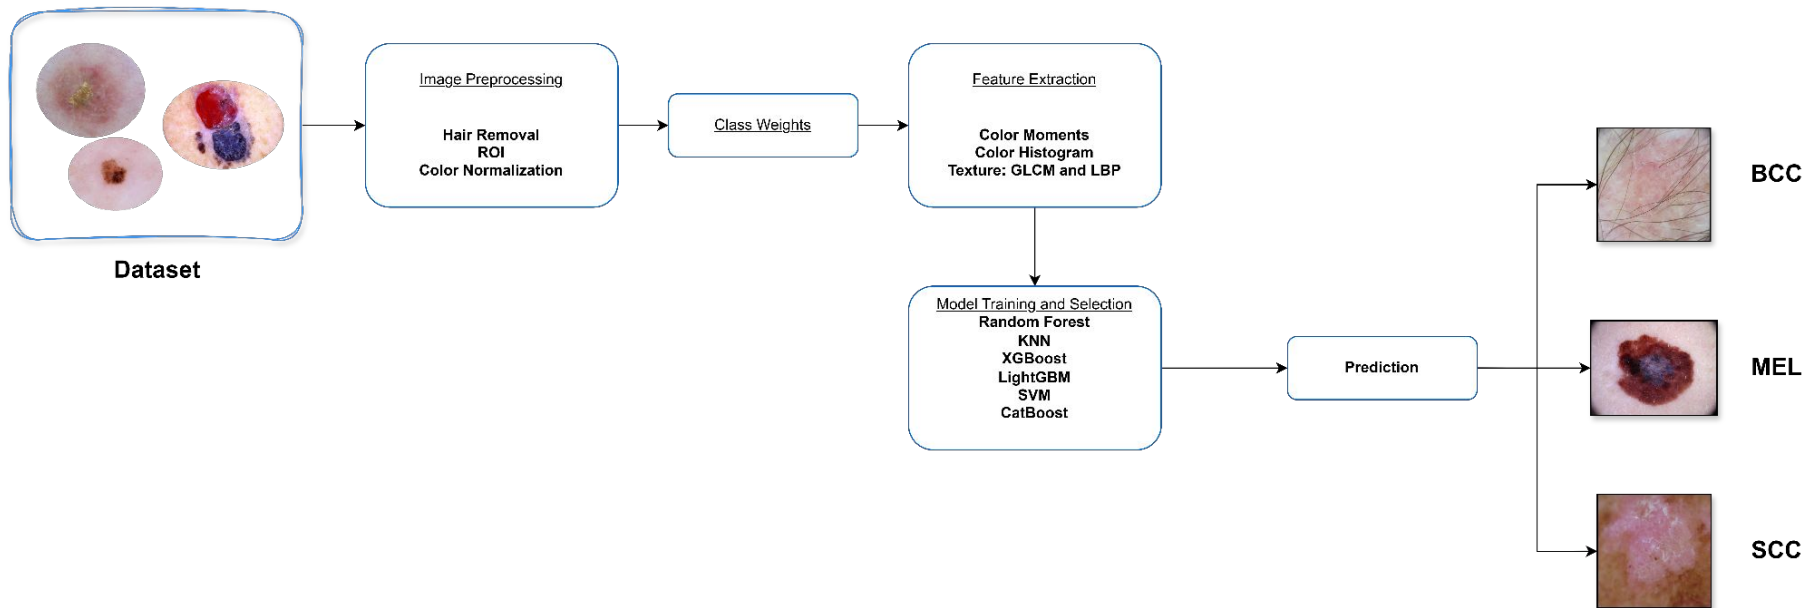 Dataset
Image Preprocessing
Hair Removal
ROI
Color Normalization
Class Weights
Feature Extraction
Color Moments
Color Histogram
Texture: GLCM and LBP
Model Training and Selection
Random Forest
KNN
XGBoost
LightGBM
SVM
CatBoost
Prediction
BCC
MEL
SCC